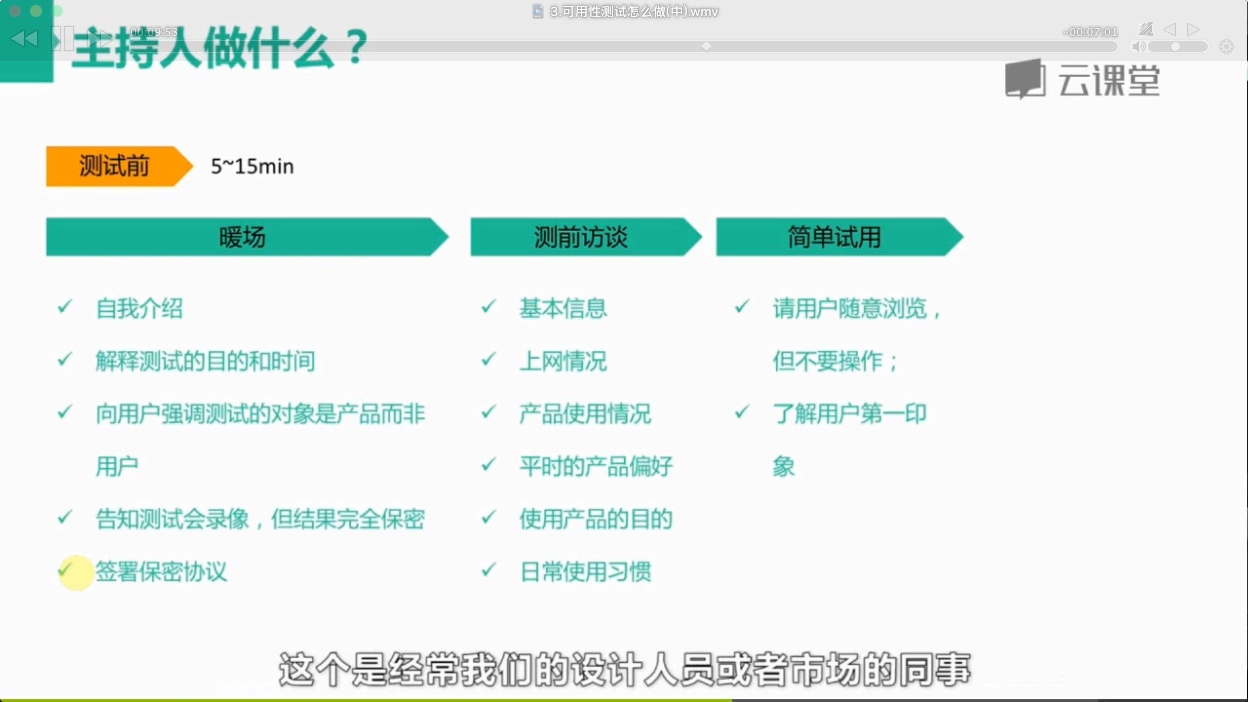 3.可用性测试怎么做(中).wmv
00:09:53
-00:07:01
主持人做什么？
云课堂
测试前
5~15min
暖场
测前访谈
简单试用
自我介绍
解释测试的目的和时间
向用户强调测试的对象是产品而非
用户
告知测试会录像，但结果完全保密
签署保密协议
基本信息
上网情况
产品使用情况
平时的产品偏好
使用产品的目的
日常使用习惯
请用户随意浏览，
但不要操作；
了解用户第一印
象
这个是经常我们的设计人员或者市场的同事